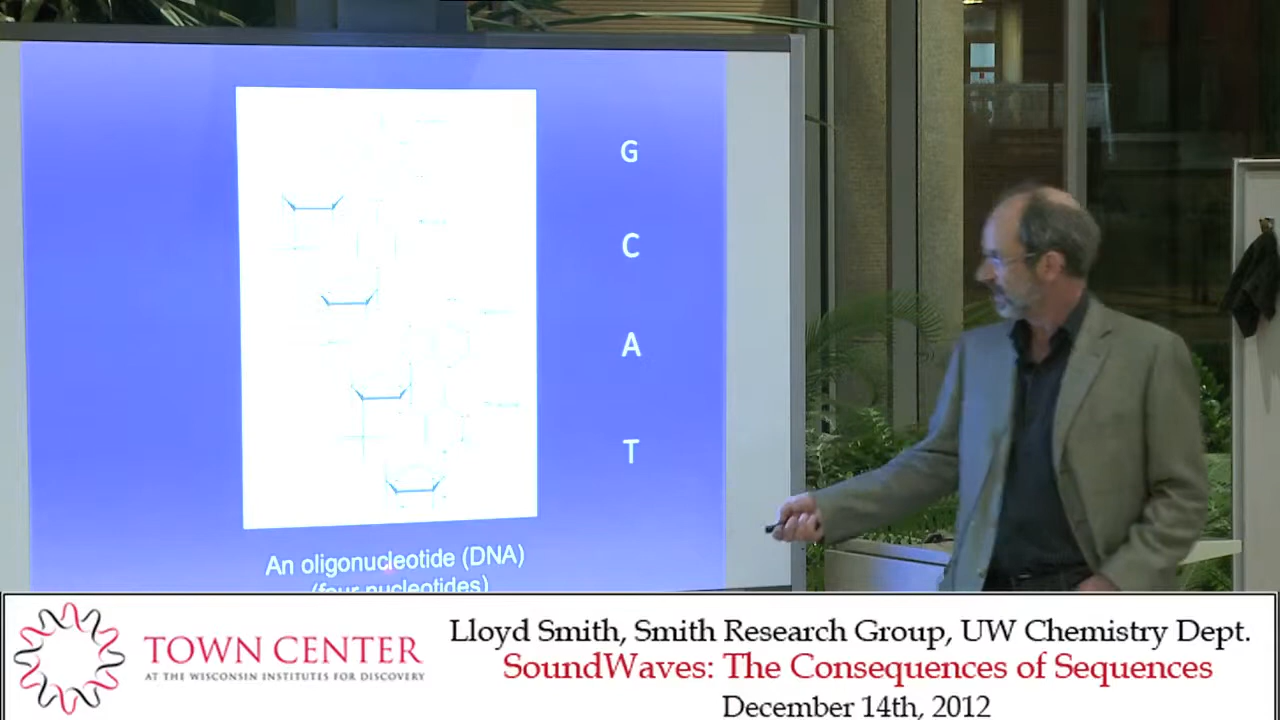 G
C
A
T
An oligonucleotide (DNA)
(four nucleotides)
TOWN CENTER
AT THE WISCONSIN INSTITUTES FOR DISCOVERY
Lloyd Smith, Smith Research Group, UW Chemistry Dept.
SoundWaves: The Consequences of Sequences
December 14th, 2012